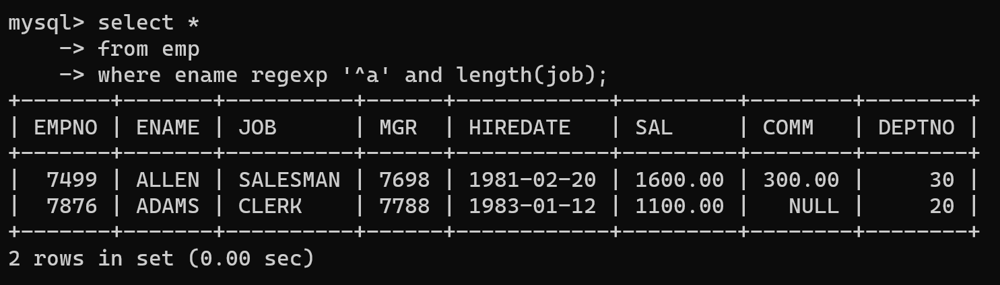 mysql> select *
    -> from emp
    -> where ename regexp '^a' and length(job);
+-------+-------+----------+------+------------+---------+--------+--------+
| EMPNO | ENAME | JOB      | MGR  | HIREDATE   | SAL     | COMM   | DEPTNO |
+-------+-------+----------+------+------------+---------+--------+--------+
|  7499 | ALLEN | SALESMAN | 7698 | 1981-02-20 | 1600.00 | 300.00 |     30 |
|  7876 | ADAMS | CLERK    | 7788 | 1983-01-12 | 1100.00 |   NULL |     20 |
+-------+-------+----------+------+------------+---------+--------+--------+
2 rows in set (0.00 sec)